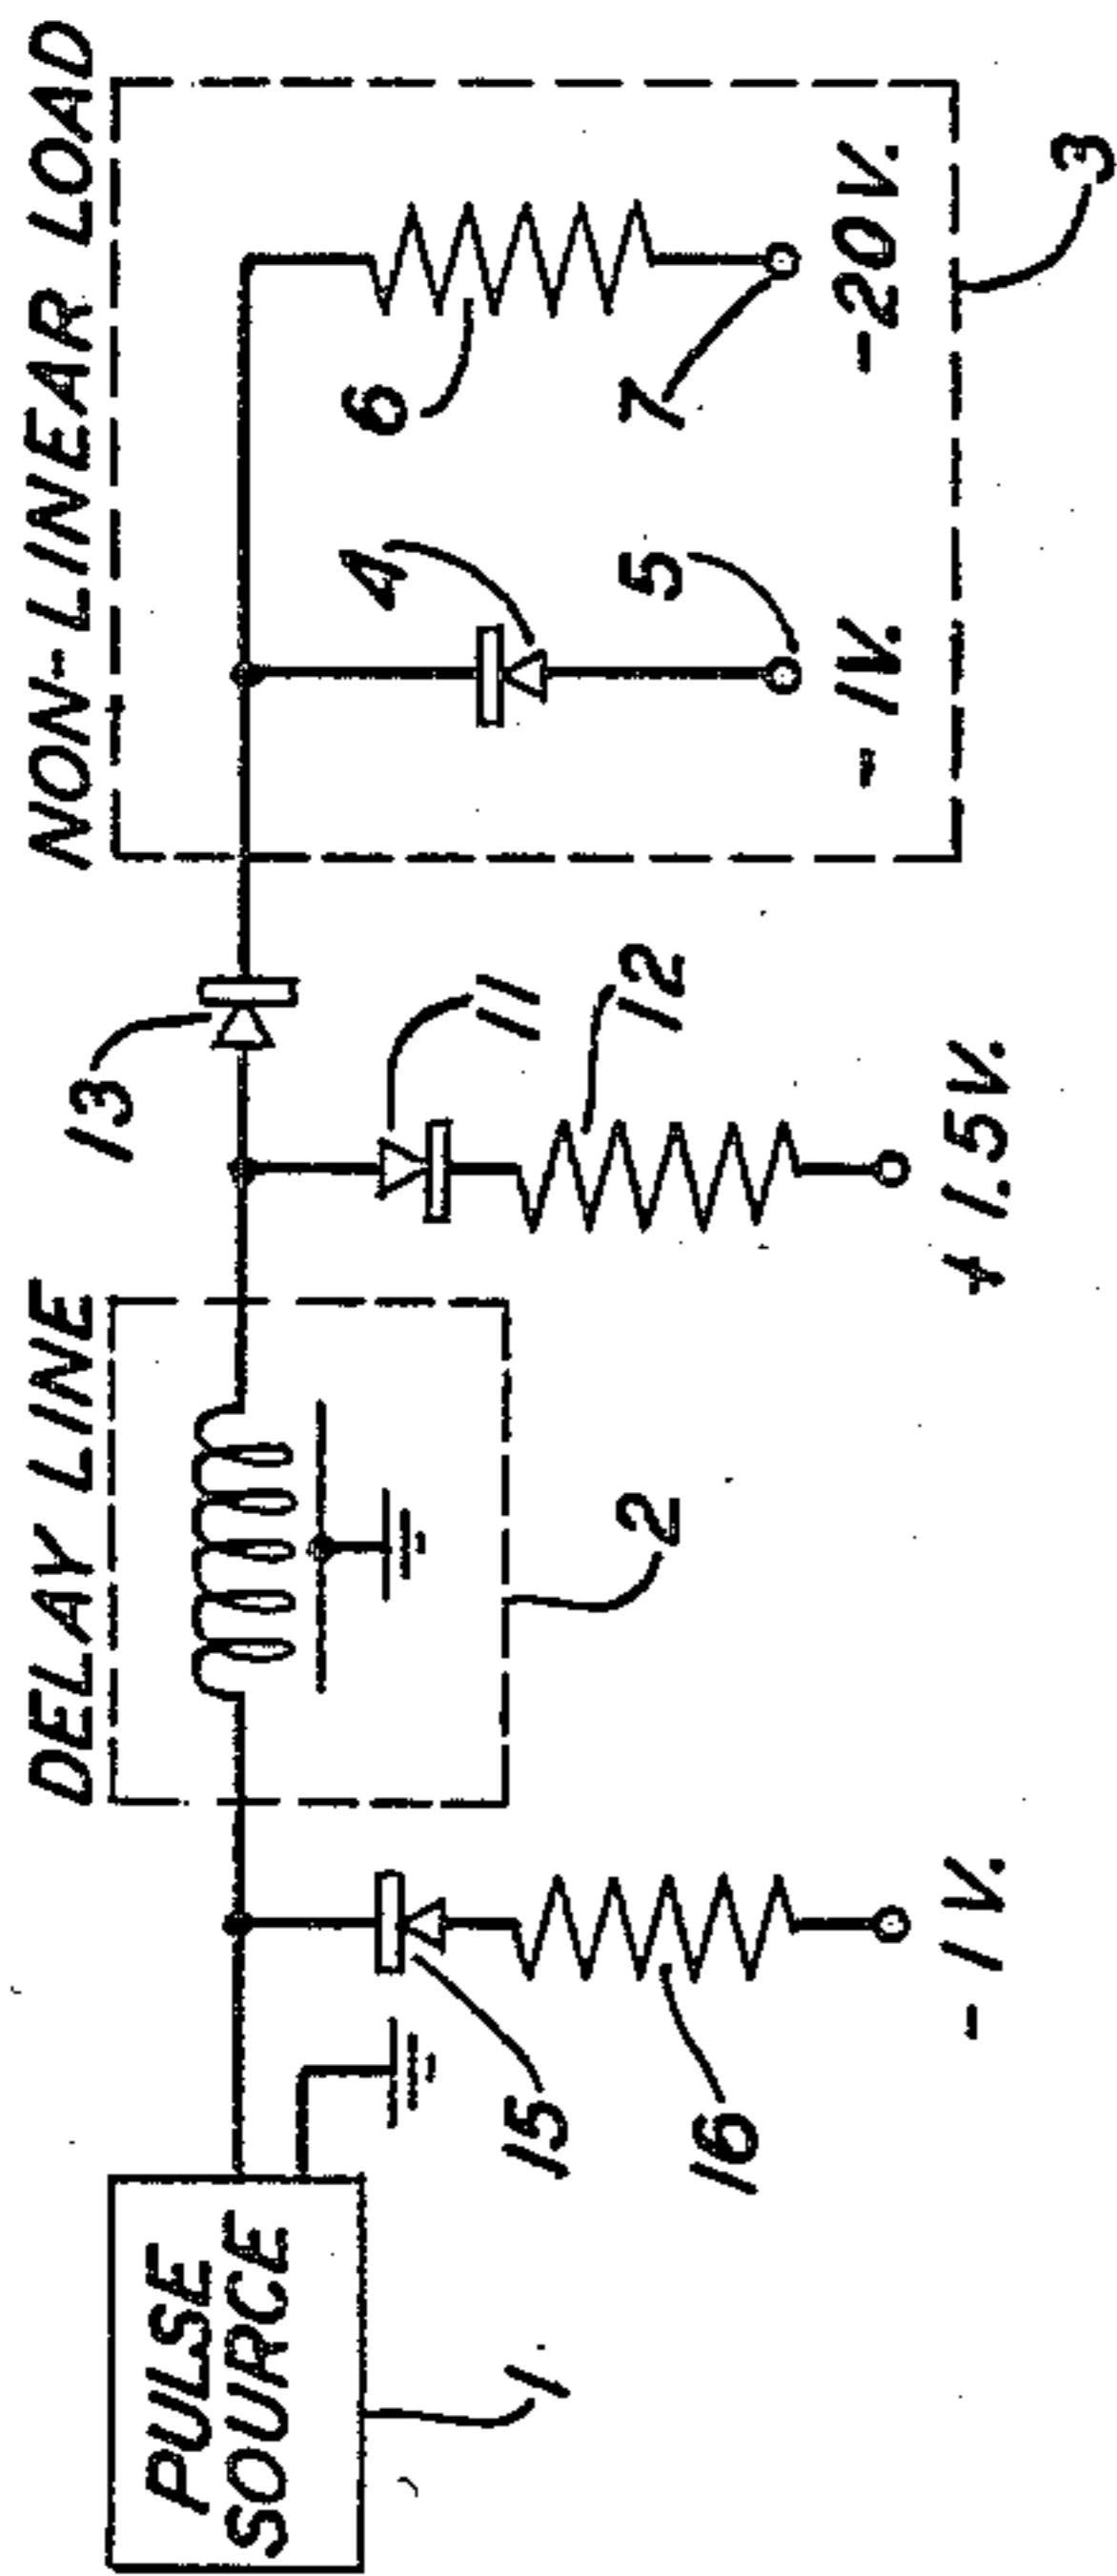 PULSE
SOURCE
1
15
16
- 1V.
DELAY LINE
2
13
11
12
+ 1.5V.
NON-LINEAR LOAD
4
5
- 1V.
6
7
-20V.
3